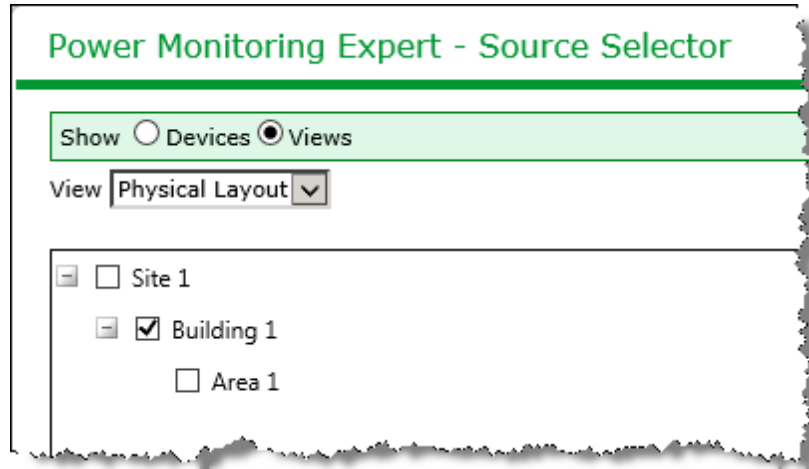 Power Monitoring Expert - Source Selector
Show Devices Views
View Physical Layout
Site 1
Building 1
Area 1